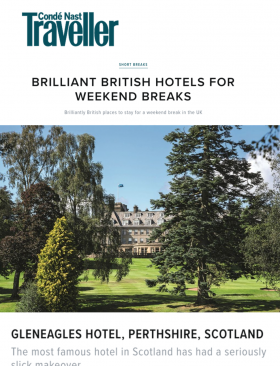 Condé Nast
Traveller
SHORT BREAKS
BRILLIANT BRITISH HOTELS FOR
WEEKEND BREAKS
Brilliantly British places to stay for a weekend break in the UK
GLENEAGLES HOTEL, PERTHSHIRE, SCOTLAND
The most famous hotel in Scotland has had a seriously
slick makeover